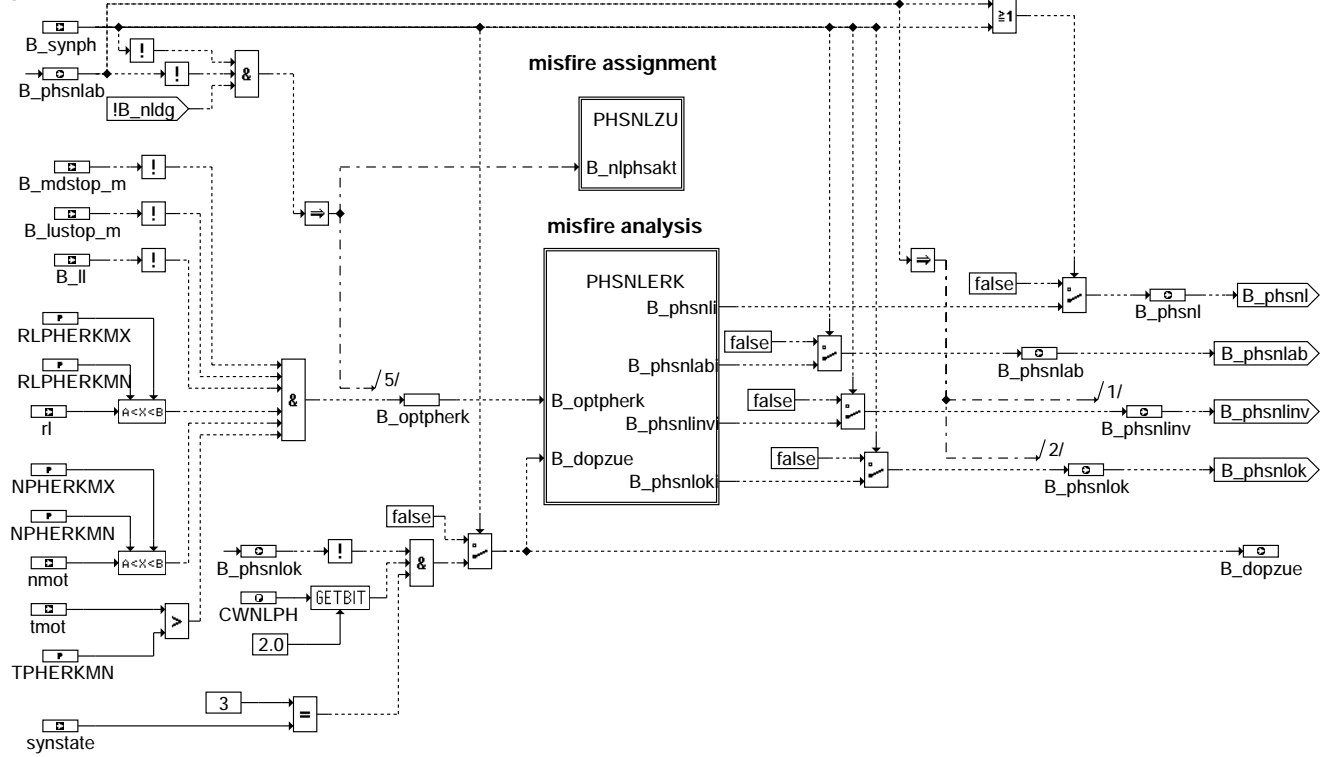 ≥1
B_synph
!
B_phsnlab
!
&
misfire assignment
!B_nldg
PHSNLZU
B_mdstop_m
!
B_nlphsakt
B_lustop_m
!
⇒
misfire analysis
B_ll
!
PHSNLERK
⇒
false
B_phsnli
B_phsnl
B_phsnl
P
RLPHERKMX
false
B_phsnlabi
B_phsnlab
B_phsnlab
P
RLPHERKMN
/5/
/1/
rl
A<X<B
&
B_optpherk
B_optpherk
false
B_phsnlinvi
B_phsnlinv
B_phsnlinv
P
NPHERKMX
B_dopzue
false
/2/
B_phsnloki
B_phsnlok
B_phsnlok
P
NPHERKMN
false
nmot
A<X<B
B_phsnlok
!
&
B_dopzue
CWNLPH
GETBIT
tmot
>
2.0
P
TPHERKMN
3
=
synstate